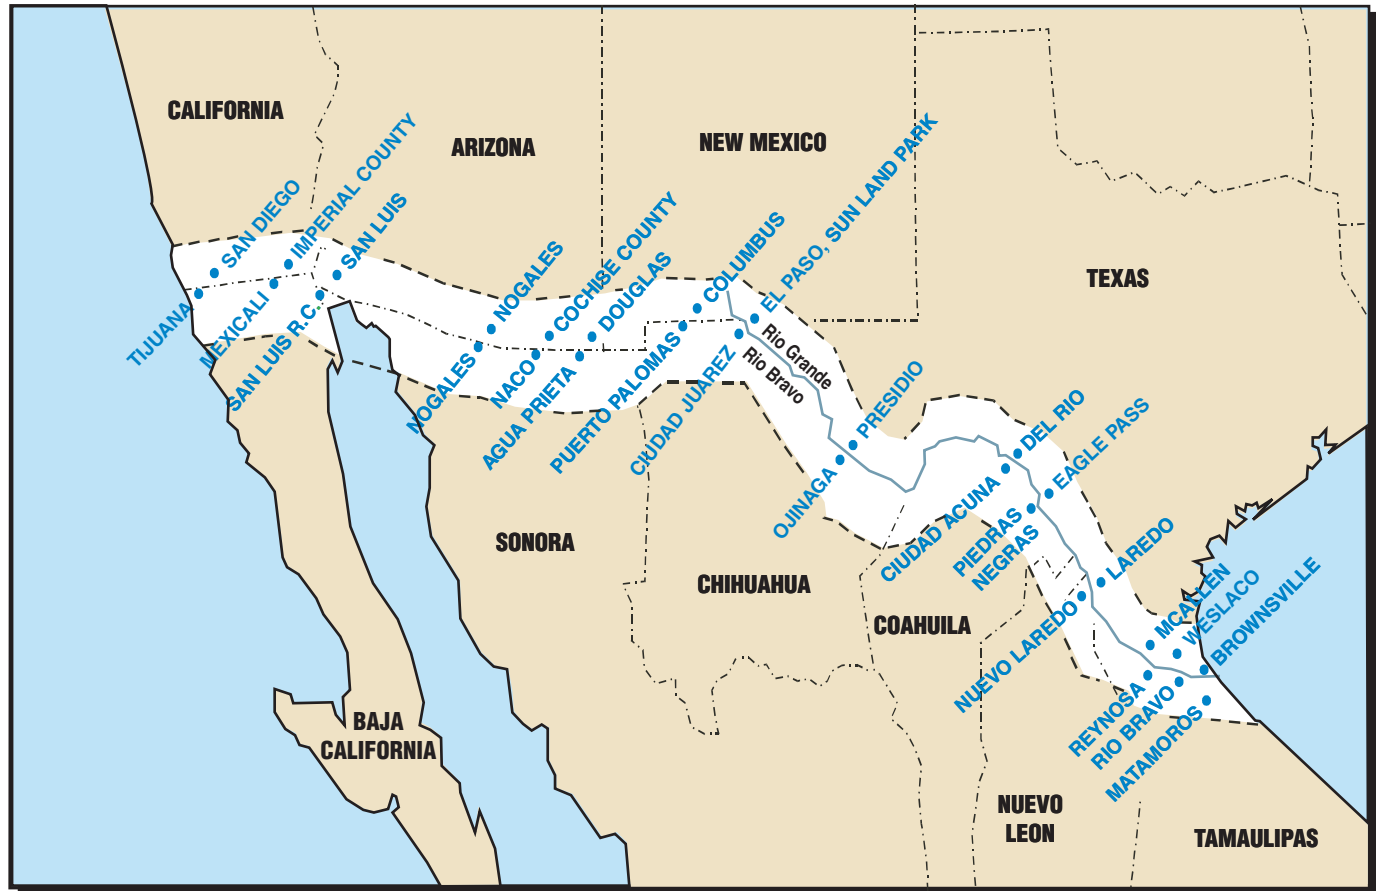 CALIFORNIA
ARIZONA
NEW MEXICO
TEXAS
SAN DIEGO
IMPERIAL COUNTY
SAN LUIS
NOGALES
COCHISE COUNTY
DOUGLAS
COLUMBUS
EL PASO, SUN LAND PARK
PRESIDIO
DEL RIO
EAGLE PASS
LAREDO
MCALLEN
WESLACO
BROWNSVILLE
Rio Grande
Rio Bravo
TIJUANA
MEXICALI
SAN LUIS R.C.
NOGALES
NACO
AGUA PRIETA
PUERTO PALOMAS
CIUDAD JUAREZ
OJINAGA
CIUDAD ACUNA
PIEDRAS
NEGRAS
NUEVO LAREDO
REYNOSA
RIO BRAVO
MATAMOROS
SONORA
CHIHUAHUA
COAHUILA
BAJA
CALIFORNIA
NUEVO
LEON
TAMAULIPAS